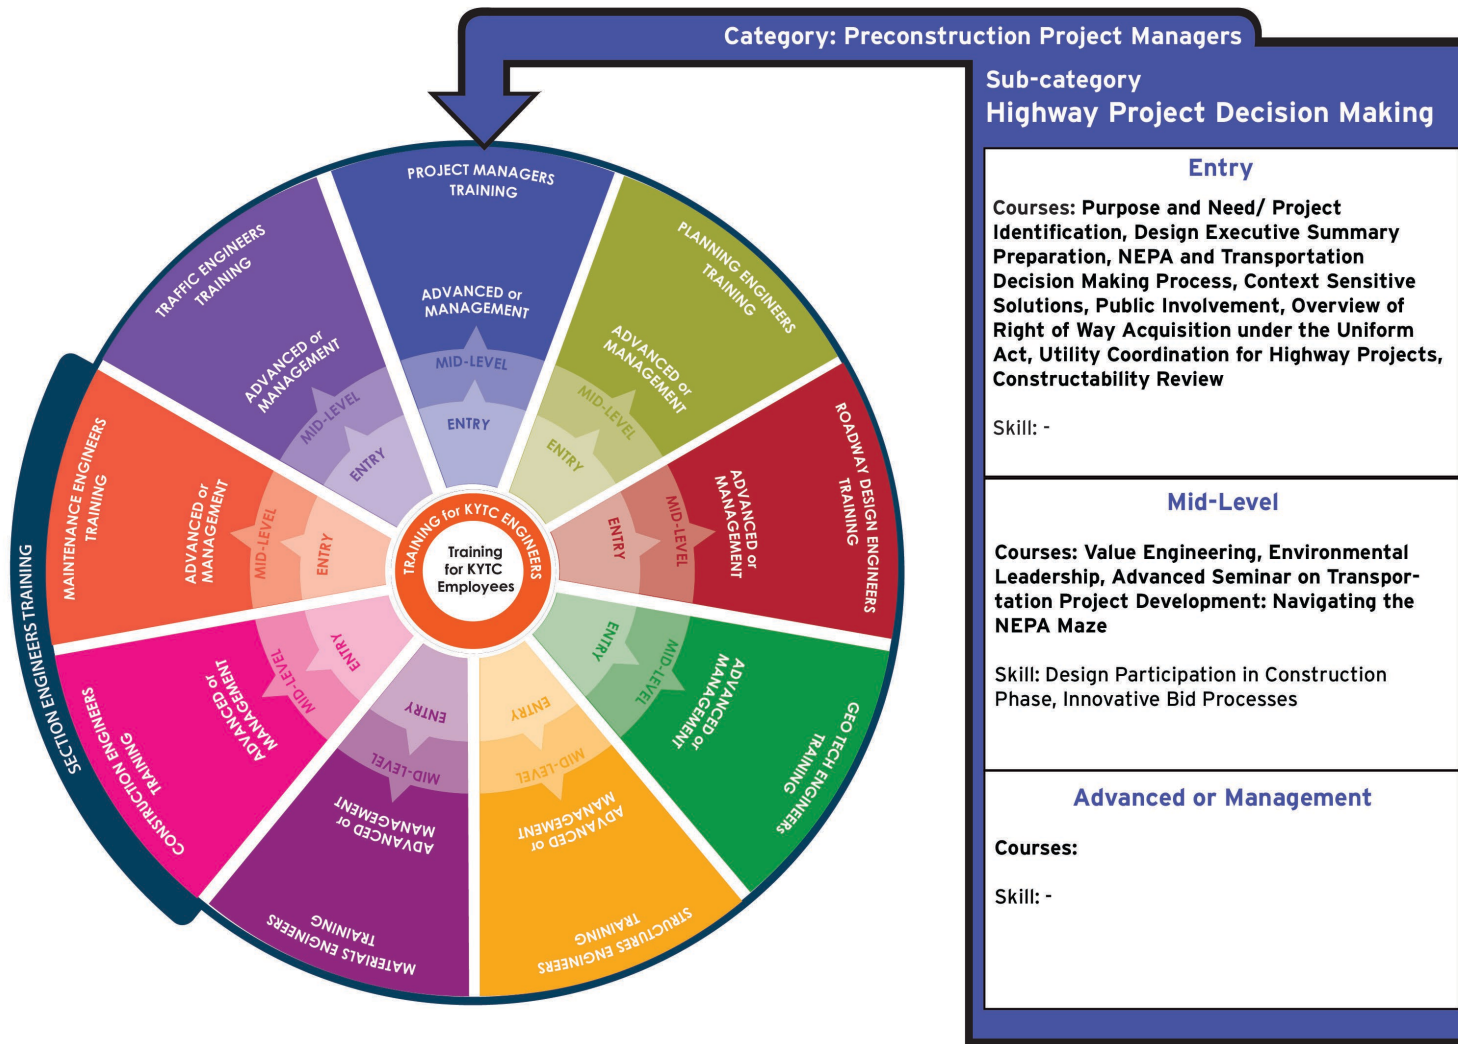 Category: Preconstruction Project Managers
Sub-category
Highway Project Decision Making
Entry
Courses: Purpose and Need/ Project
Identification, Design Executive Summary
Preparation, NEPA and Transportation
Decision Making Process, Context Sensitive
Solutions, Public Involvement, Overview of
Right of Way Acquisition under the Uniform
Act, Utility Coordination for Highway Projects,
Constructability Review
Skill: -
Mid-Level
Courses: Value Engineering, Environmental
Leadership, Advanced Seminar on Transpor-
tation Project Development: Navigating the
NEPA Maze
Skill: Design Participation in Construction
Phase, Innovative Bid Processes
Advanced or Management
Courses:
Skill: -
PROJECT MANAGERS
TRAINING
ADVANCED or
MANAGEMENT
MID-LEVEL
ENTRY
PLANNING ENGINEERS
TRAINING
ADVANCED or
MANAGEMENT
MID-LEVEL
ENTRY
ROADWAY DESIGN ENGINEERS
TRAINING
ADVANCED or
MANAGEMENT
MID-LEVEL
ENTRY
GEO TECH ENGINEERS
TRAINING
ADVANCED or
MANAGEMENT
MID-LEVEL
ENTRY
STRUCTURES ENGINEERS
TRAINING
ADVANCED or
MANAGEMENT
MID-LEVEL
ENTRY
MATERIALS ENGINEERS
TRAINING
ADVANCED or
MANAGEMENT
MID-LEVEL
ENTRY
CONSTRUCTION ENGINEERS
TRAINING
ADVANCED or
MANAGEMENT
MID-LEVEL
ENTRY
MAINTENANCE ENGINEERS
TRAINING
ADVANCED or
MANAGEMENT
MID-LEVEL
ENTRY
TRAFFIC ENGINEERS
TRAINING
ADVANCED or
MANAGEMENT
MID-LEVEL
ENTRY
SECTION ENGINEERS TRAINING
TRAINING for KYTC ENGINEERS
Training
for KYTC
Employees